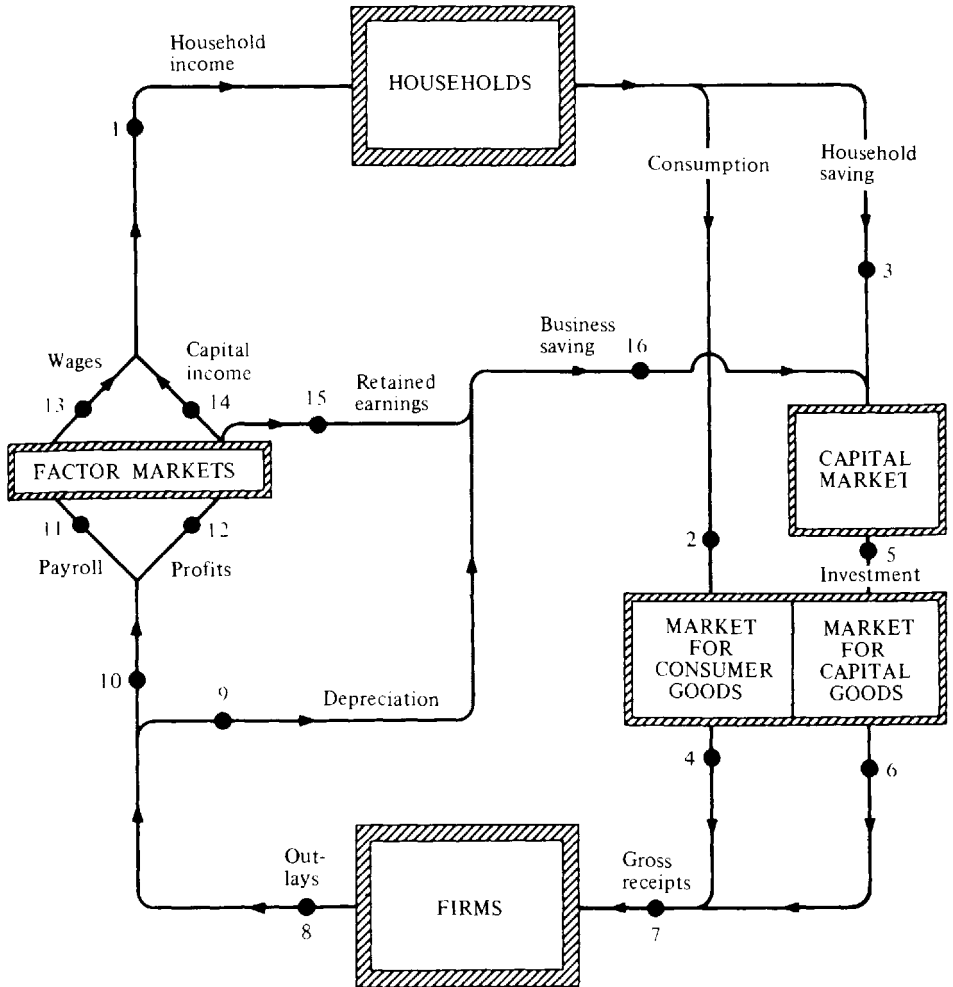 Household
income
HOUSEHOLDS
1
Consumption
Household
saving
3
Business
saving
16
Wages
Capital
income
13
14
15
Retained
earnings
FACTOR MARKETS
CAPITAL
MARKET
11
12
Payroll
Profits
2
5
Investment
MARKET
FOR
CONSUMER
GOODS
MARKET
FOR
CAPITAL
GOODS
10
9
Depreciation
4
6
Out-
lays
8
FIRMS
Gross
receipts
7